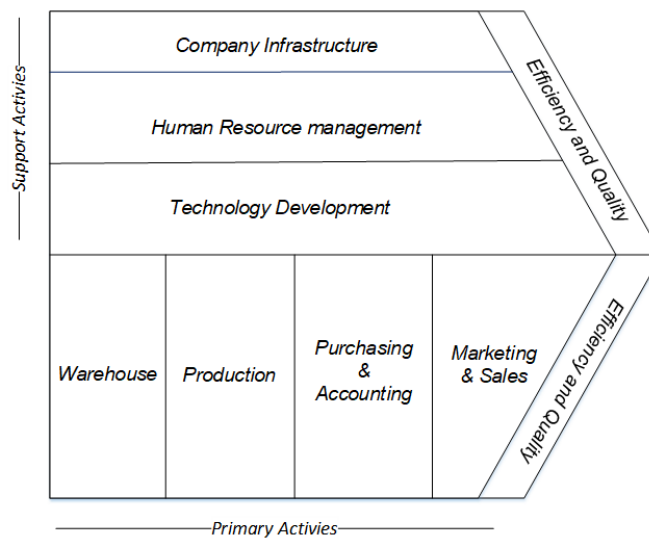 Company Infrastructure
Support Activies
Human Resource management
Efficiency and Quality
Technology Development
Warehouse
Production
Purchasing
&
Accounting
Marketing
& Sales
Efficiency and Quality
Primary Activies